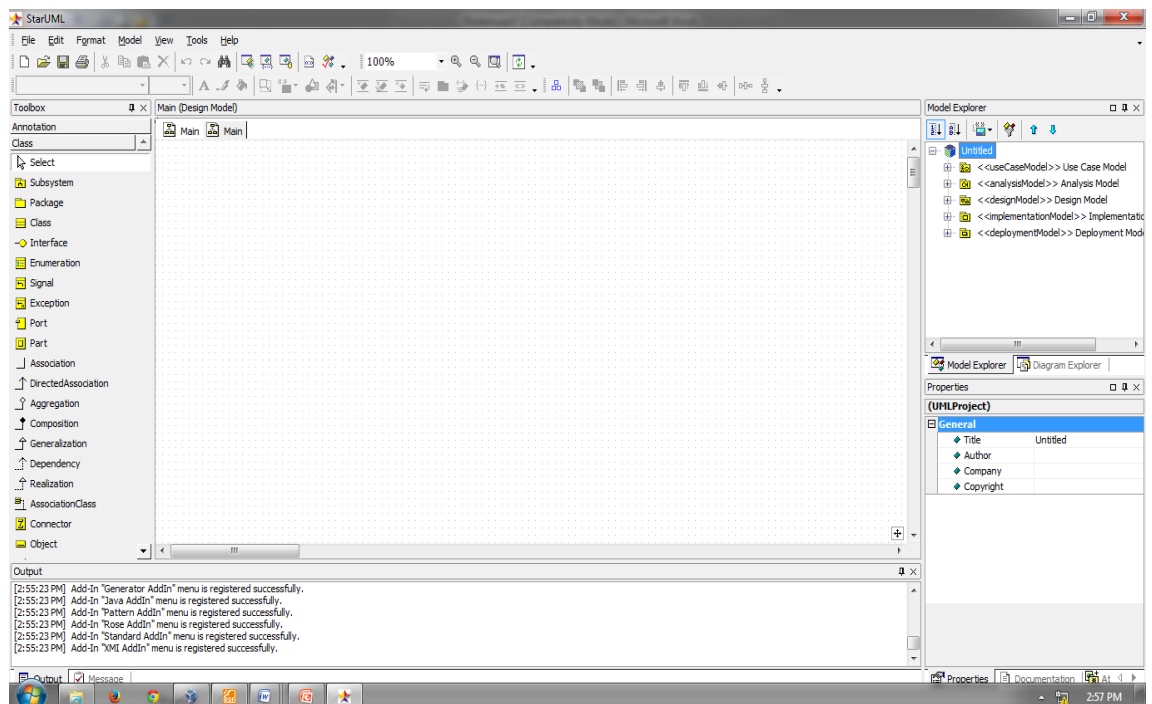 StarUML
File Edit Format Model View Tools Help
100%
Toolbox
Annotation
Class
Select
Subsystem
Package
Class
Interface
Enumeration
Signal
Exception
Port
Part
Association
DirectedAssociation
Aggregation
Composition
Generalization
Dependency
Realization
AssociationClass
Connector
Object
Main (Design Model)
Main Main
Model Explorer
Untitled
<<useCaseModel>> Use Case Model
<<analysisModel>> Analysis Model
<<designModel>> Design Model
<<implementationModel>> Implementatic
<<deploymentModel>> Deployment Mod
Model Explorer Diagram Explorer
Properties
(UMLProject)
General
Title Untitled
Author
Company
Copyright
Output
[2:55:23 PM] Add-In "Generator AddIn" menu is registered successfully.
[2:55:23 PM] Add-In "Java AddIn" menu is registered successfully.
[2:55:23 PM] Add-In "Pattern AddIn" menu is registered successfully.
[2:55:23 PM] Add-In "Rose AddIn" menu is registered successfully.
[2:55:23 PM] Add-In "Standard AddIn" menu is registered successfully.
[2:55:23 PM] Add-In "XMI AddIn" menu is registered successfully.
Output Message
Properties Documentation At
2:57 PM